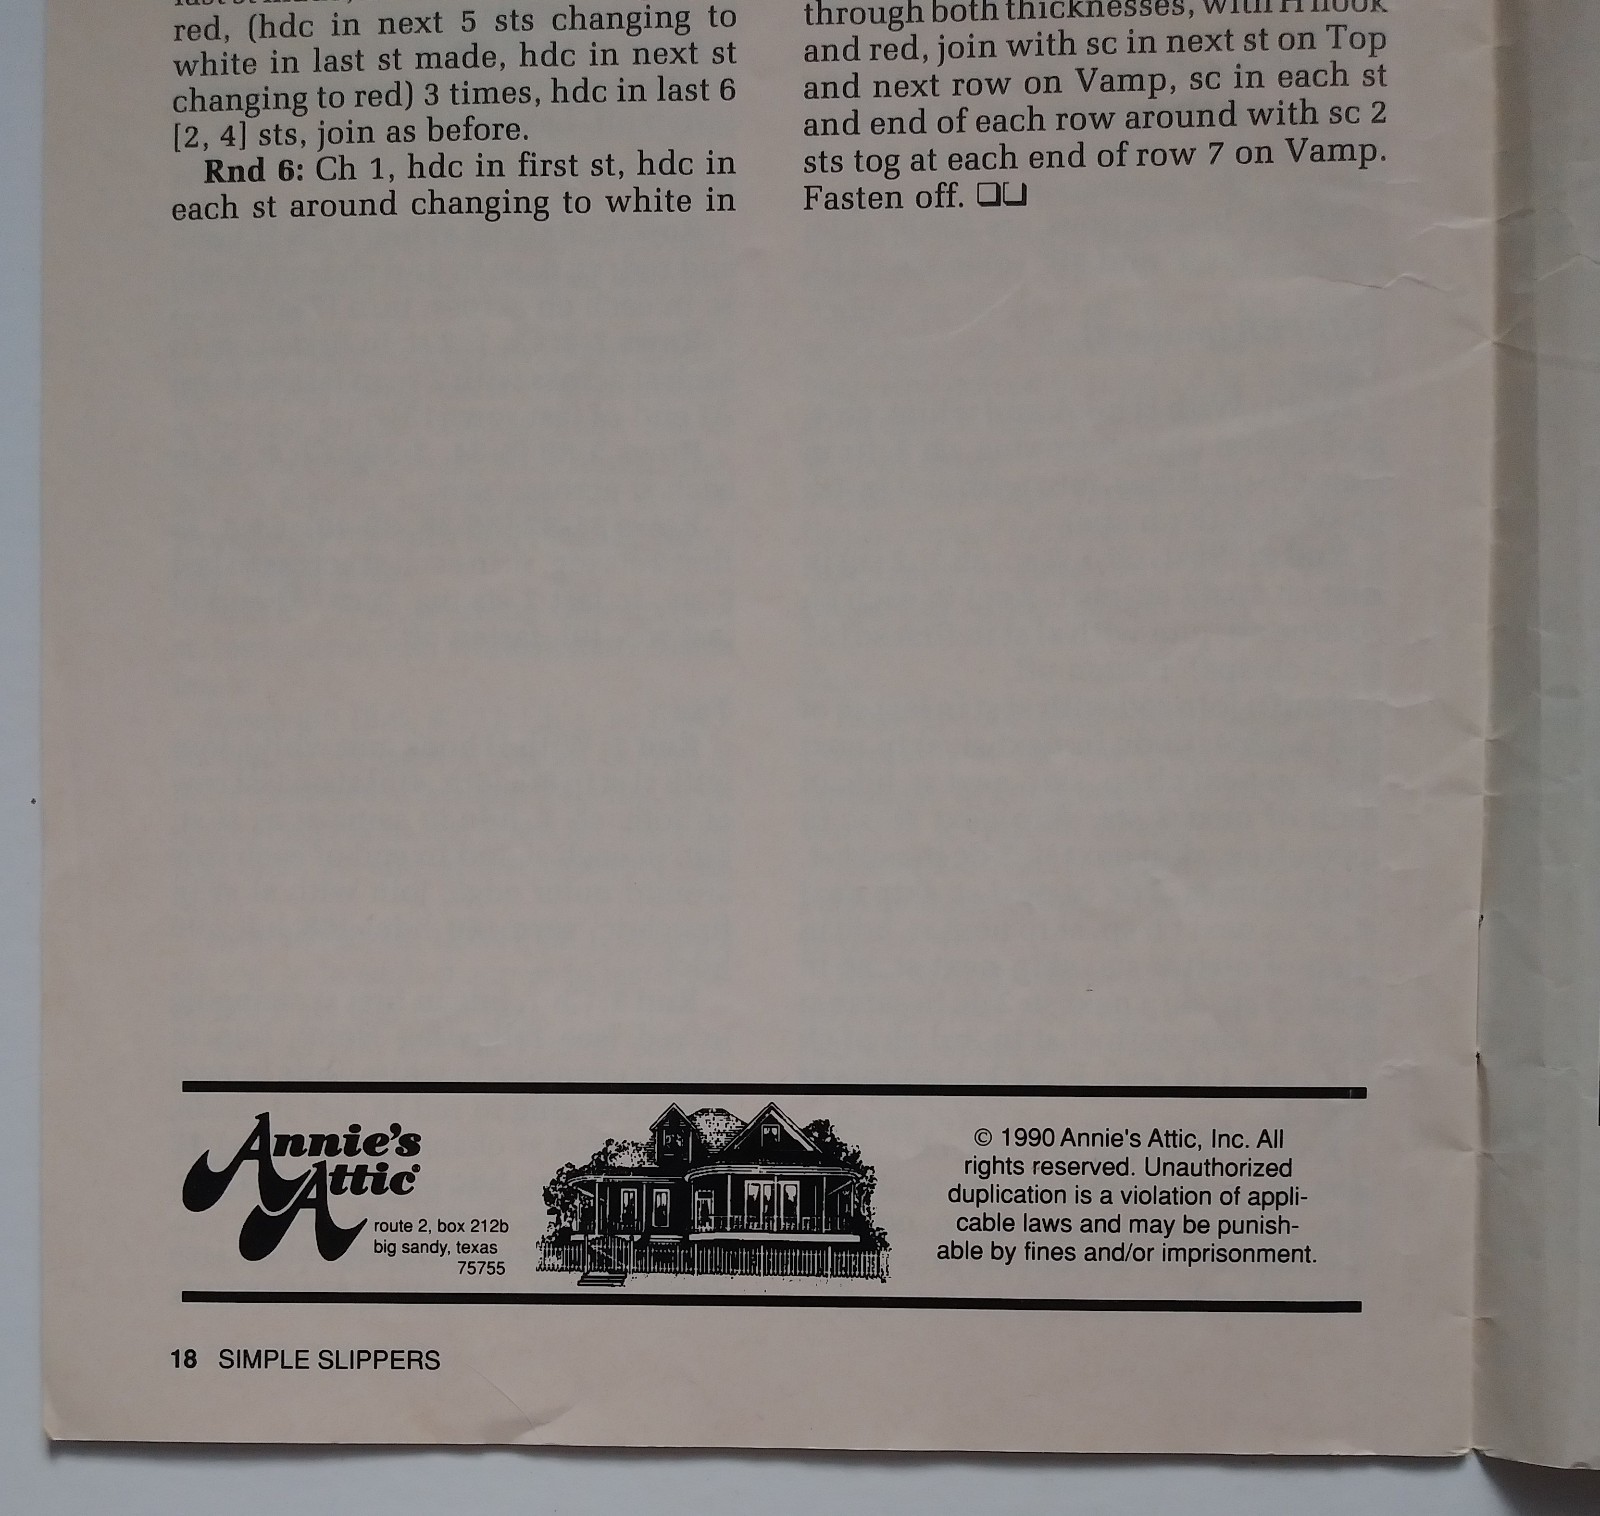 red, (hdc in next 5 sts changing to
white in last st made, hdc in next st
changing to red) 3 times, hdc in last 6
[2, 4] sts, join as before.
Rnd 6: Ch 1, hdc in first st, hdc in
each st around changing to white in
through both thicknesses, with H hook
and red, join with sc in next st on Top
and next row on Vamp, sc in each st
and end of each row around with sc 2
sts tog at each end of row 7 on Vamp.
Fasten off.
Annie's
Attic
route 2, box 212b
big sandy, texas
75755
© 1990 Annie's Attic, Inc. All
rights reserved. Unauthorized
duplication is a violation of appli-
cable laws and may be punish-
able by fines and/or imprisonment.
18 SIMPLE SLIPPERS